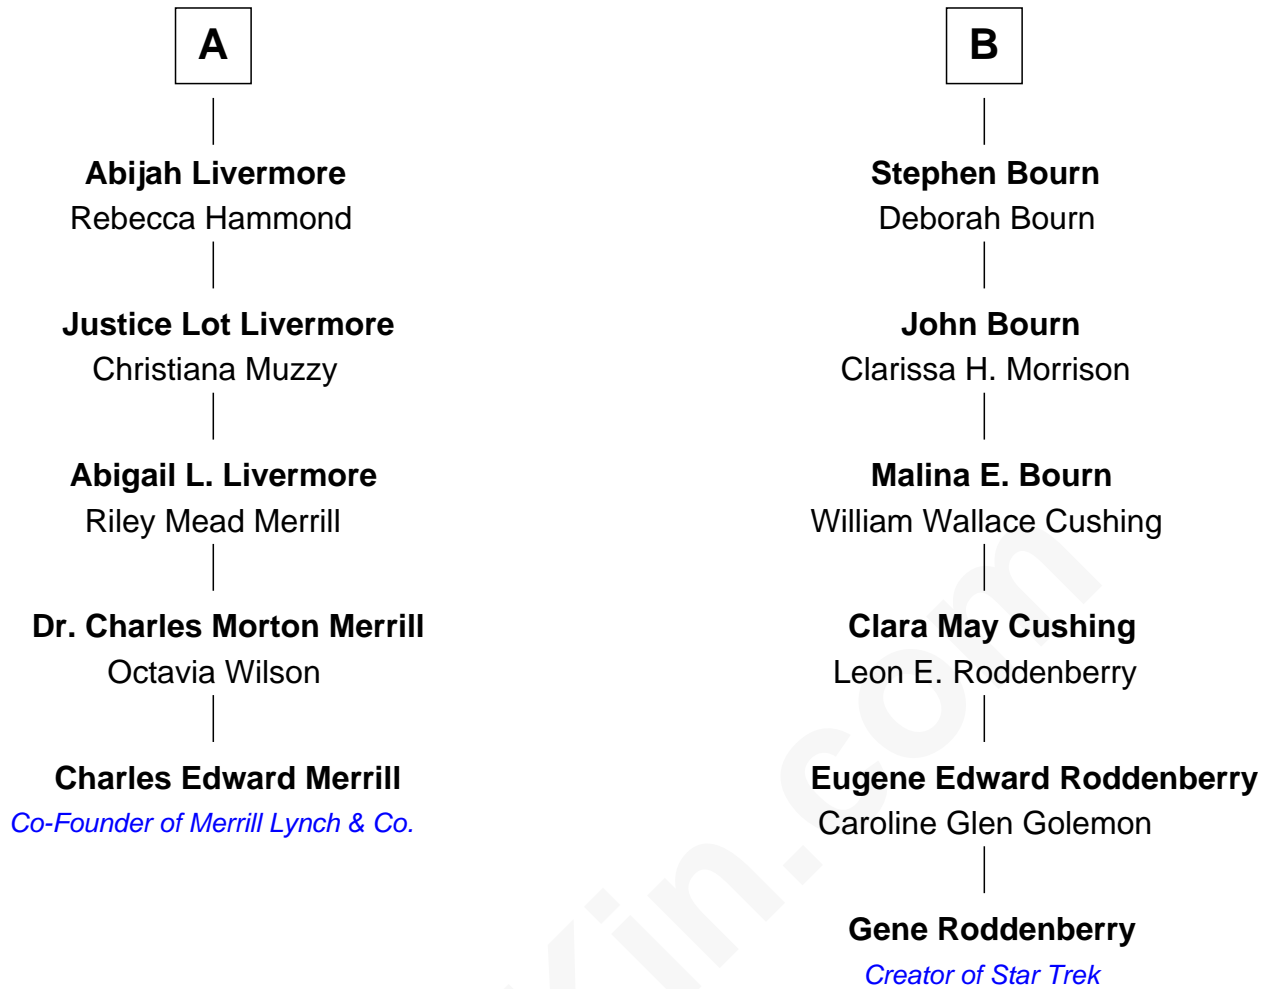 A
Abijah Livermore
Rebecca Hammond
Justice Lot Livermore
Christiana Muzzy
Abigail L. Livermore
Riley Mead Merrill
Dr. Charles Morton Merrill
Octavia Wilson
Charles Edward Merrill
Co-Founder of Merrill Lynch & Co.
B
Stephen Bourn
Deborah Bourn
John Bourn
Clarissa H. Morrison
Malina E. Bourn
William Wallace Cushing
Clara May Cushing
Leon E. Roddenberry
Eugene Edward Roddenberry
Caroline Glen Golemon
Gene Roddenberry
Creator of Star Trek
Kin.com